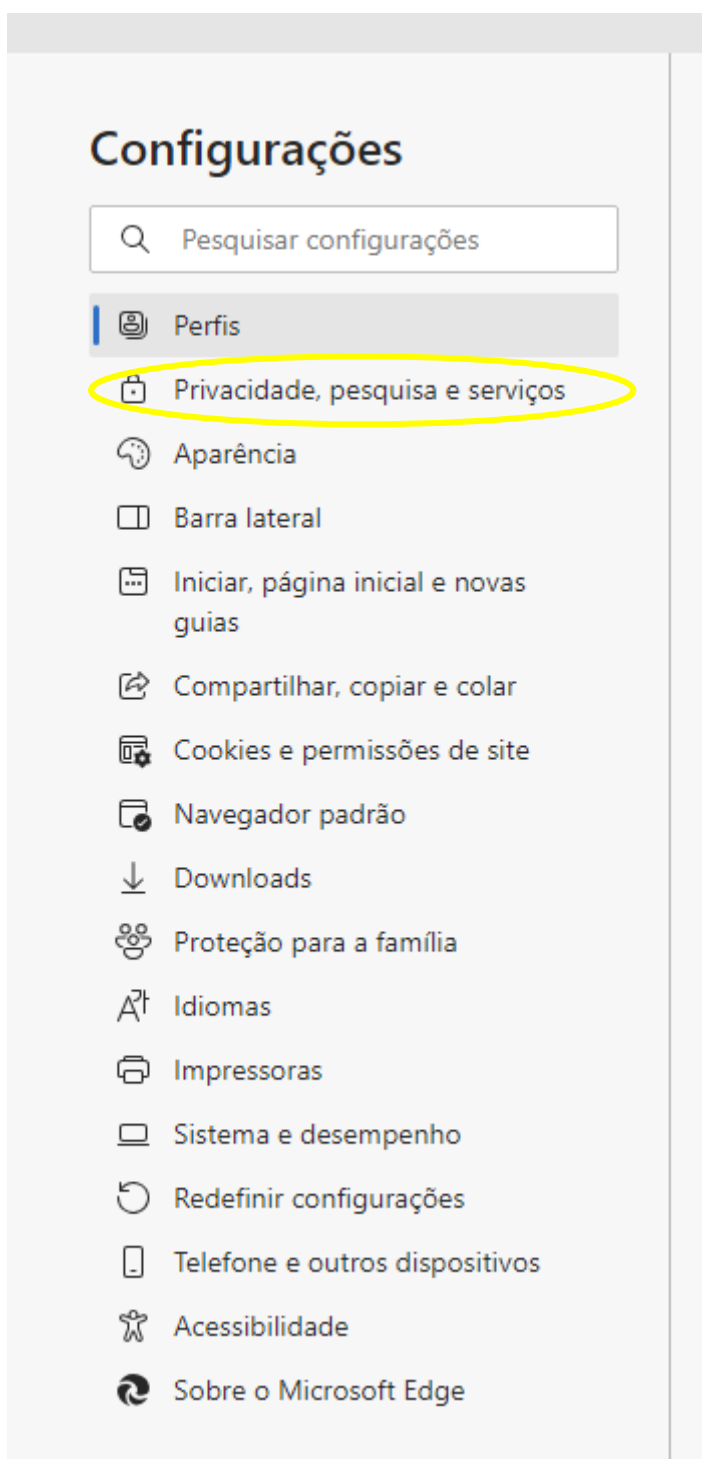 Configurações
Pesquisar configurações
Perfis
Privacidade, pesquisa e serviços
Aparência
Barra lateral
Iniciar, página inicial e novas
guias
Compartilhar, copiar e colar
Cookies e permissões de site
Navegador padrão
Downloads
Proteção para a família
Idiomas
Impressoras
Sistema e desempenho
Redefinir configurações
Telefone e outros dispositivos
Acessibilidade
Sobre o Microsoft Edge